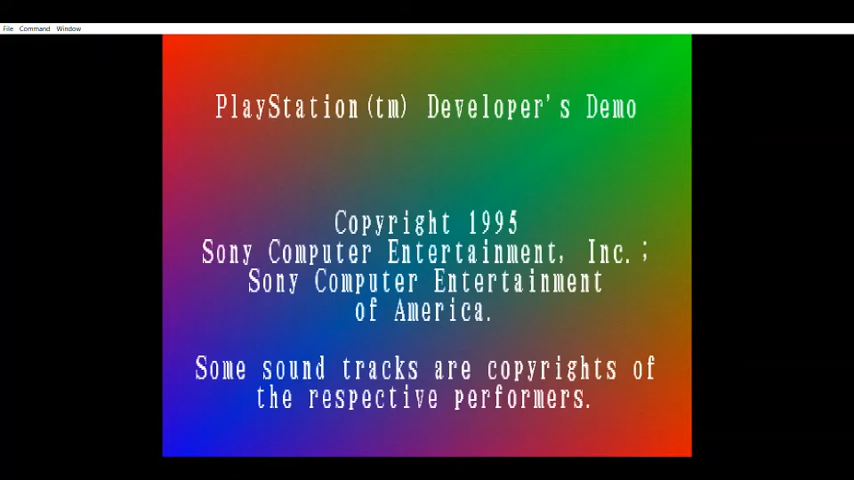 File Command Window
PlayStation(tm) Developer's Demo
Copyright 1995
Sony Computer Entertainment, Inc.;
Sony Computer Entertainment
of America.
Some sound tracks are copyrights of
the respective performers.